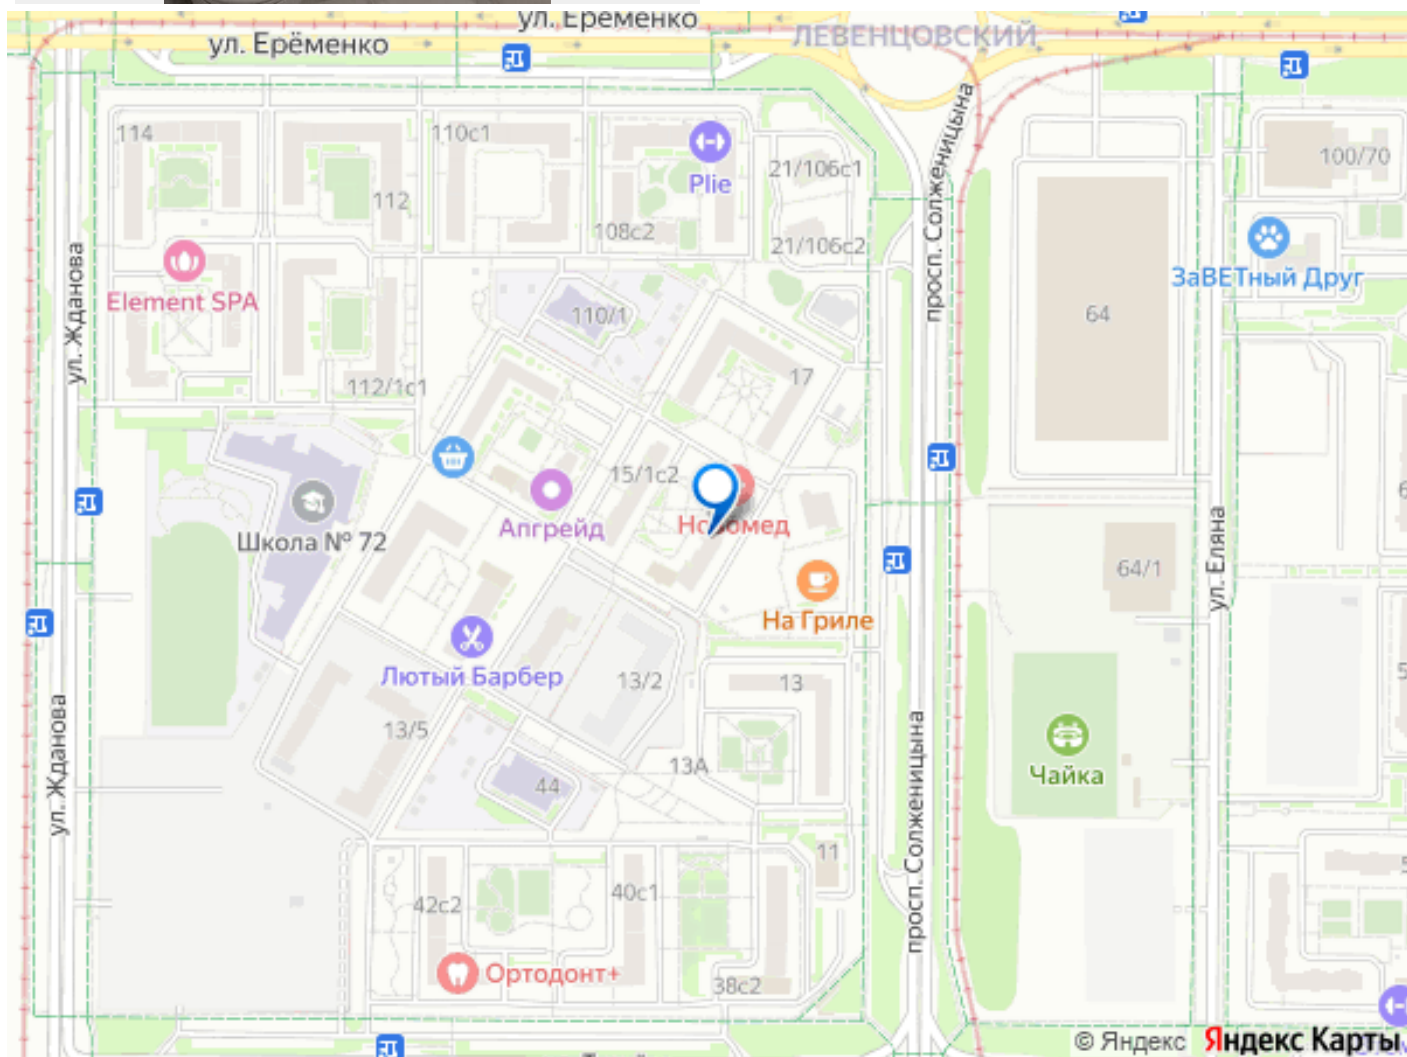 ул. Ерёменко
ул. Ерёменко
ЛЕВЕНЦОВСКИЙ
114
110с1
Plie
21/106с1
100/70
112
108с2
21/106с2
просп. Солженицына
ЗаВЕТный Друг
ул. Жданова
Element SPA
110/1
64
112/1с1
17
15/1с2
Апгрейд
Новомед
Школа № 72
64/1
ул. Еляна
На Гриле
Лютый Барбер
13/2
13
13/5
13А
Чайка
ул. Жданова
44
просп. Солженицына
11
42с2
40с1
Ортодонт+
38с2
© Яндекс Яндекс Карты